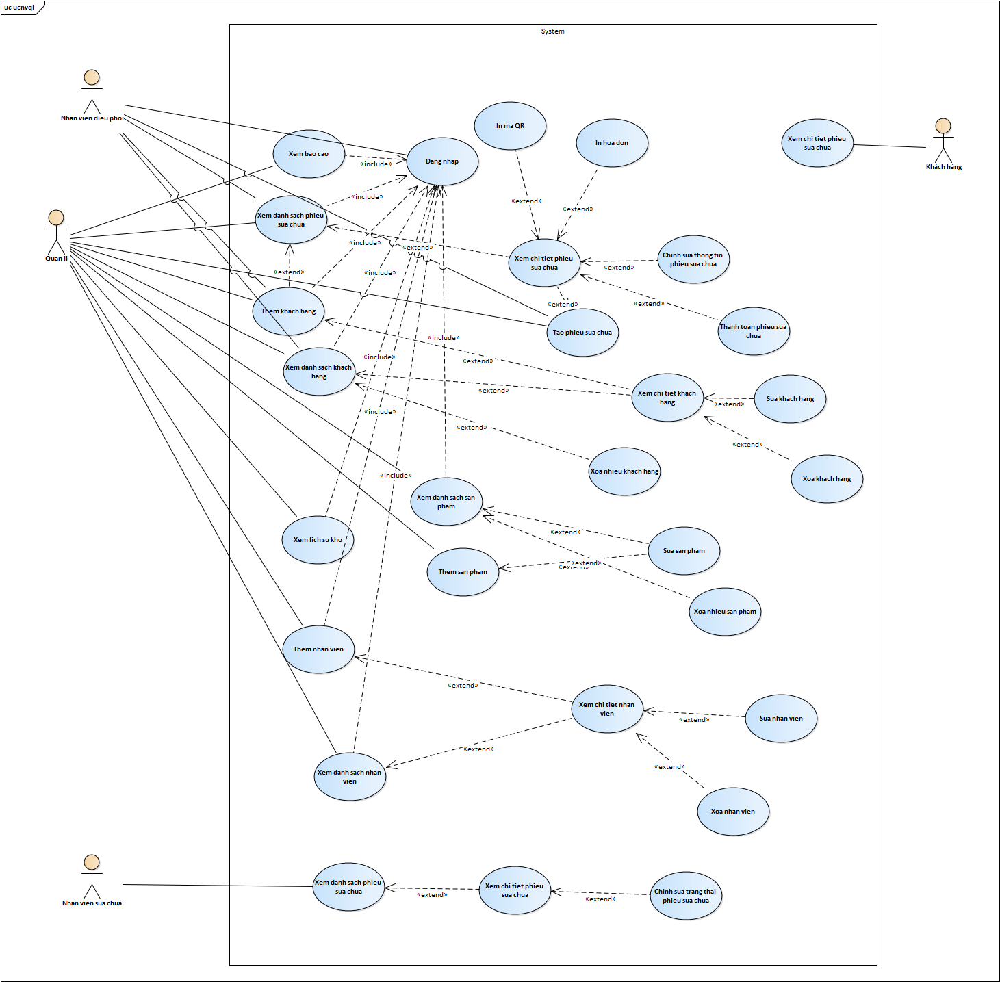 uc ucnvql
System
Nhan vien dieu phoi
Quan li
Nhan vien sua chua
Khách hàng
In ma QR
In hoa don
Xem chi tiet phieu
sua chua
Xem bao cao
Dang nhap
«include»
«include»
«extend»
«extend»
Xem danh sach phieu
sua chua
«include»
«extend»
Xem chi tiet phieu
sua chua
Chinh sua thong tin
phieu sua chua
«extend»
«extend»
«include»
Them khach hang
«extend»
«extend»
Tao phieu sua chua
Thanh toan phieu sua
chua
«include»
«extend»
Xem danh sach khach
hang
«include»
«extend»
Xem chi tiet khach
hang
Sua khach hang
«extend»
«include»
«extend»
«extend»
Xoa nhieu khach hang
Xoa khach hang
«include»
Xem danh sach san
pham
«extend»
Xem lich su kho
Sua san pham
«extend»
«extend»
Them san pham
Xoa nhieu san pham
Them nhan vien
«extend»
Xem chi tiet nhan
vien
Sua nhan vien
«extend»
«extend»
«extend»
Xem danh sach nhan
vien
Xoa nhan vien
Xem danh sach phieu
sua chua
«extend»
Xem chi tiet phieu
sua chua
«extend»
Chinh sua trang thai
phieu sua chua